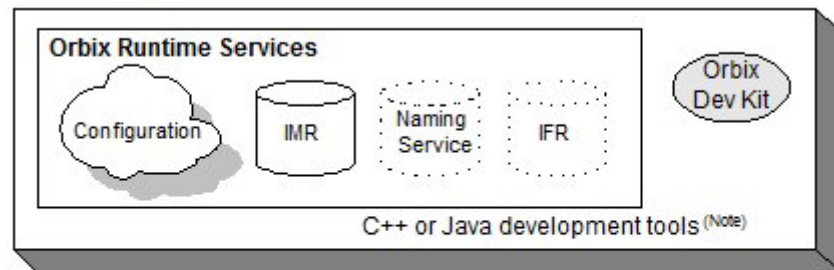 Orbix Runtime Services
Configuration
IMR
Naming
Service
IFR
Orbix
Dev Kit
C++ or Java development tools (Note)